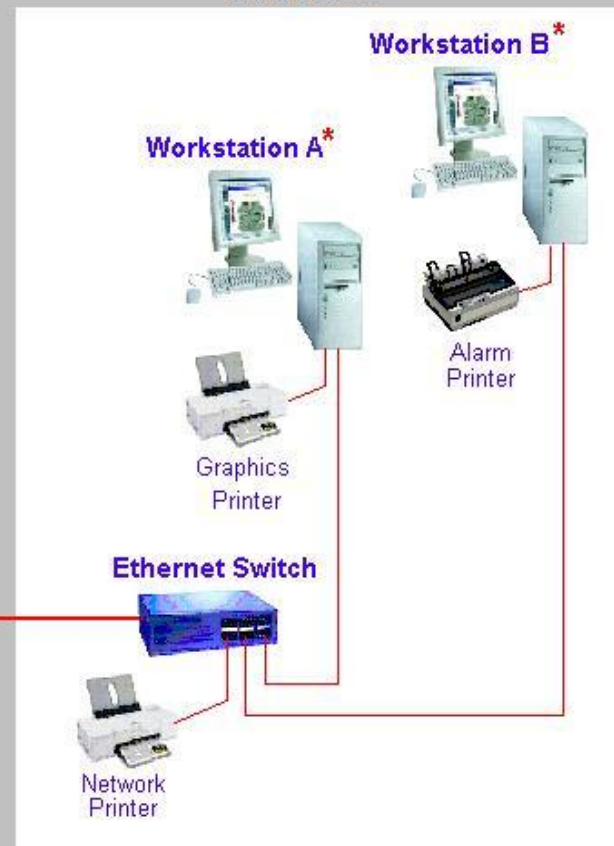 Workstation B*
Workstation A*
Alarm
Printer
Graphics
Printer
Ethernet Switch
Network
Printer